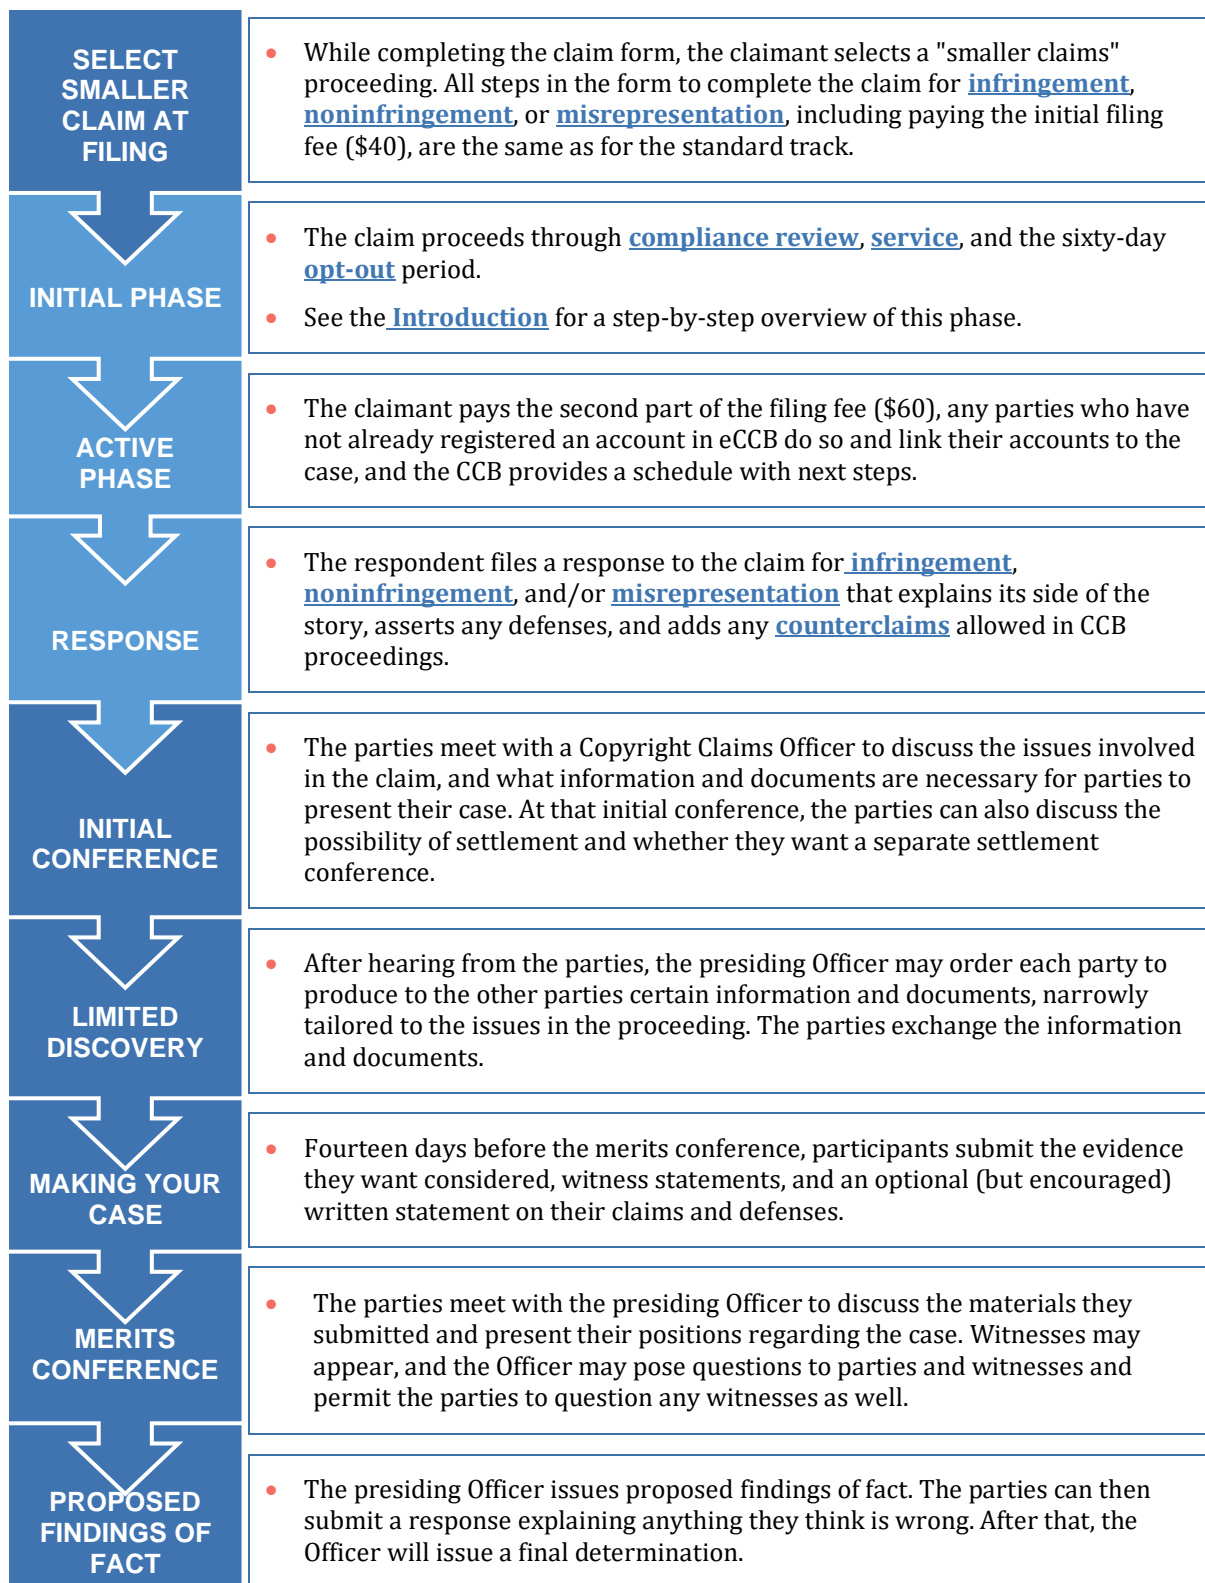 SELECT
SMALLER
CLAIM AT
FILING
• While completing the claim form, the claimant selects a "smaller claims"
proceeding. All steps in the form to complete the claim for infringement,
noninfringement, or misrepresentation, including paying the initial filing
fee ($40), are the same as for the standard track.
INITIAL PHASE
• The claim proceeds through compliance review, service, and the sixty-day
opt-out period.
• See the Introduction for a step-by-step overview of this phase.
ACTIVE
PHASE
• The claimant pays the second part of the filing fee ($60), any parties who have
not already registered an account in eCCB do so and link their accounts to the
case, and the CCB provides a schedule with next steps.
RESPONSE
• The respondent files a response to the claim for infringement,
noninfringement, and/or misrepresentation that explains its side of the
story, asserts any defenses, and adds any counterclaims allowed in CCB
proceedings.
INITIAL
CONFERENCE
• The parties meet with a Copyright Claims Officer to discuss the issues involved
in the claim, and what information and documents are necessary for parties to
present their case. At that initial conference, the parties can also discuss the
possibility of settlement and whether they want a separate settlement
conference.
LIMITED
DISCOVERY
• After hearing from the parties, the presiding Officer may order each party to
produce to the other parties certain information and documents, narrowly
tailored to the issues in the proceeding. The parties exchange the information
and documents.
MAKING YOUR
CASE
• Fourteen days before the merits conference, participants submit the evidence
they want considered, witness statements, and an optional (but encouraged)
written statement on their claims and defenses.
MERITS
CONFERENCE
• The parties meet with the presiding Officer to discuss the materials they
submitted and present their positions regarding the case. Witnesses may
appear, and the Officer may pose questions to parties and witnesses and
permit the parties to question any witnesses as well.
PROPOSED
FINDINGS OF
FACT
• The presiding Officer issues proposed findings of fact. The parties can then
submit a response explaining anything they think is wrong. After that, the
Officer will issue a final determination.